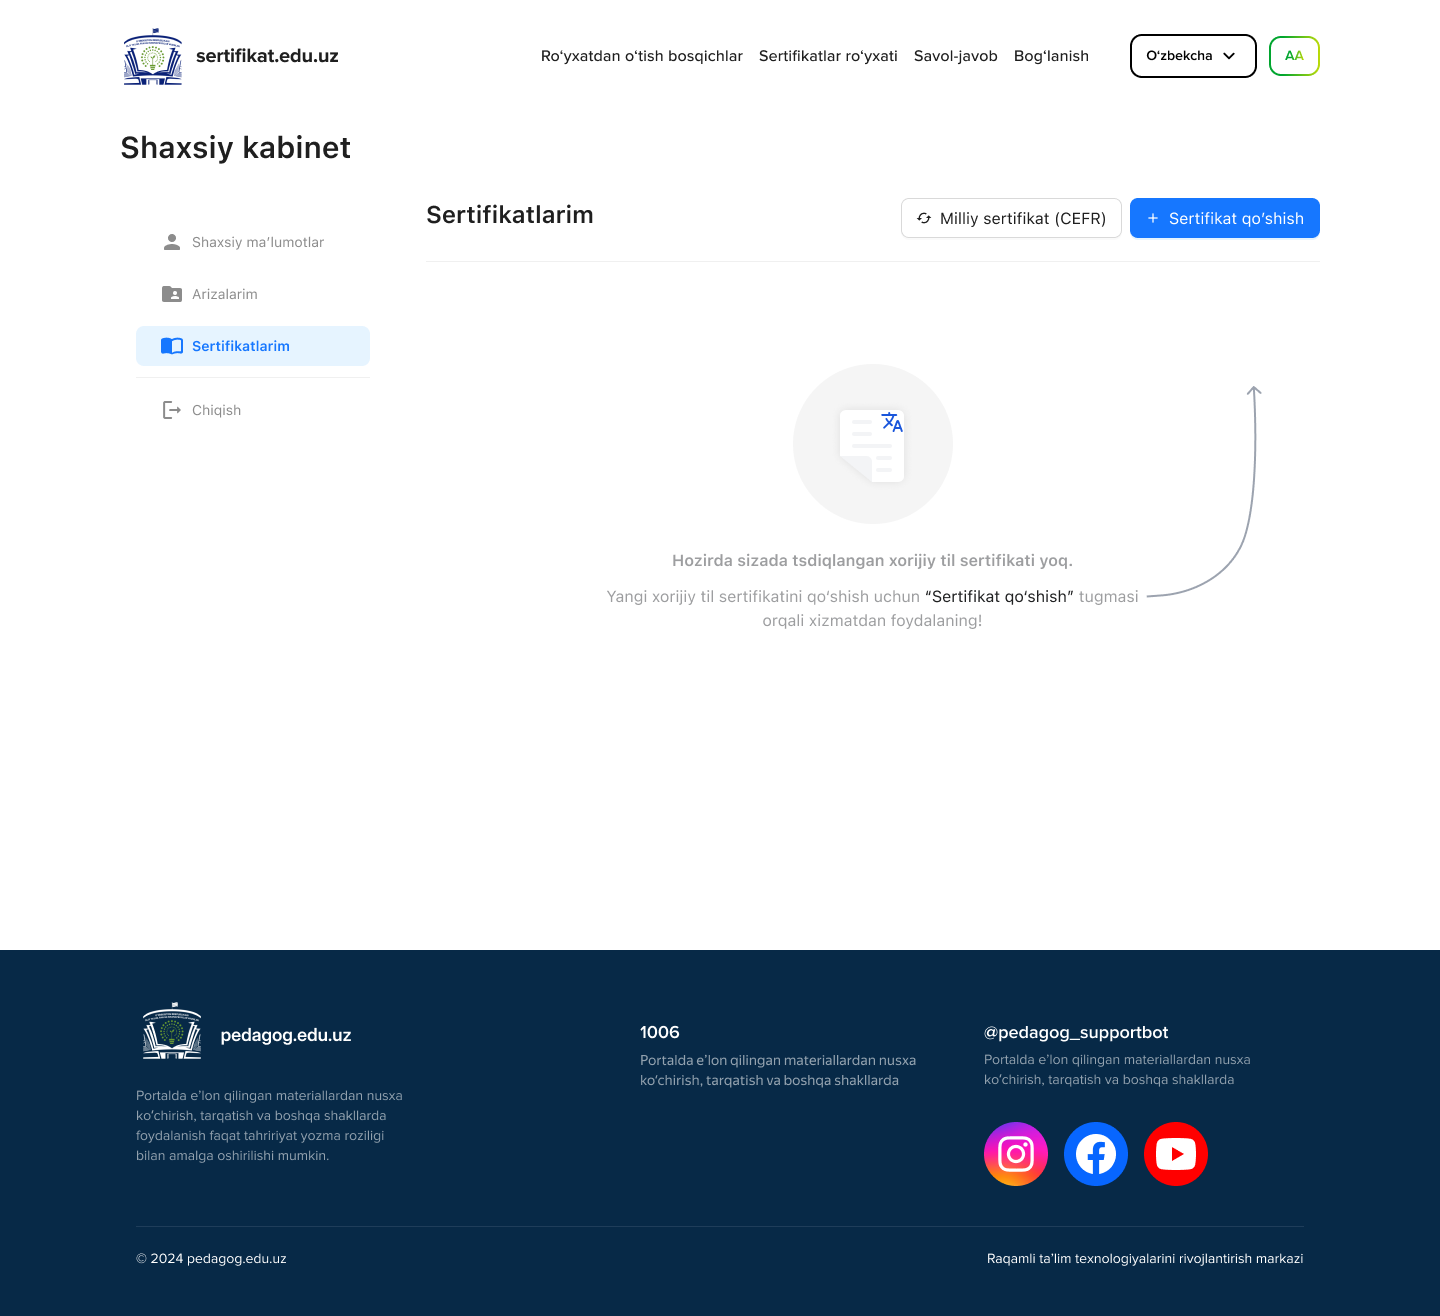 sertifikat.edu.uz
Ro‘yxatdan o‘tish bosqichlar
Sertifikatlar ro‘yxati
Savol-javob
Bog‘lanish
O‘zbekcha
AA
Shaxsiy kabinet
Shaxsiy ma’lumotlar
Arizalarim
Sertifikatlarim
Chiqish
Sertifikatlarim
Milliy sertifikat (CEFR)
+ Sertifikat qo‘shish
Hozirda sizada tsdiqlangan xorijiy til sertifikati yoq.
Yangi xorijiy til sertifikatini qo‘shish uchun “Sertifikat qo‘shish” tugmasi
orqali xizmatdan foydalaning!
pedagog.edu.uz
Portalda e’lon qilingan materiallardan nusxa
ko‘chirish, tarqatish va boshqa shakllarda
foydalanish faqat tahririyat yozma roziligi
bilan amalga oshirilishi mumkin.
1006
Portalda e’lon qilingan materiallardan nusxa
ko‘chirish, tarqatish va boshqa shakllarda
@pedagog_supportbot
Portalda e’lon qilingan materiallardan nusxa
ko‘chirish, tarqatish va boshqa shakllarda
© 2024 pedagog.edu.uz
Raqamli ta’lim texnologiyalarini rivojlantirish markazi